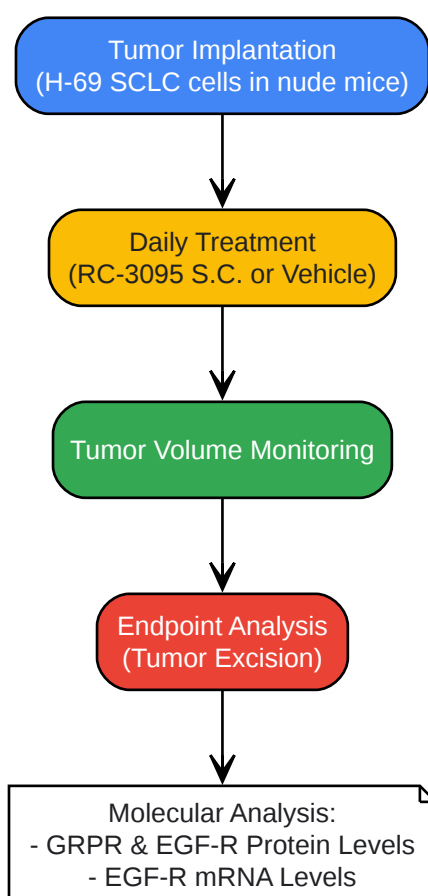 Tumor Implantation
(H-69 SCLC cells in nude mice)
Daily Treatment
(RC-3095 S.C. or Vehicle)
Tumor Volume Monitoring
Endpoint Analysis
(Tumor Excision)
Molecular Analysis:
- GRPR & EGF-R Protein Levels
- EGF-R mRNA Levels